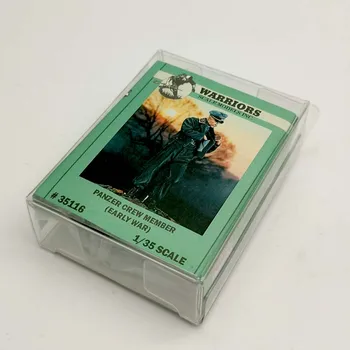 WARRIORS
SCALE MODELS INC.
PANZER CREW MEMBER
(EARLY WAR)
# 35116
1/35 SCALE